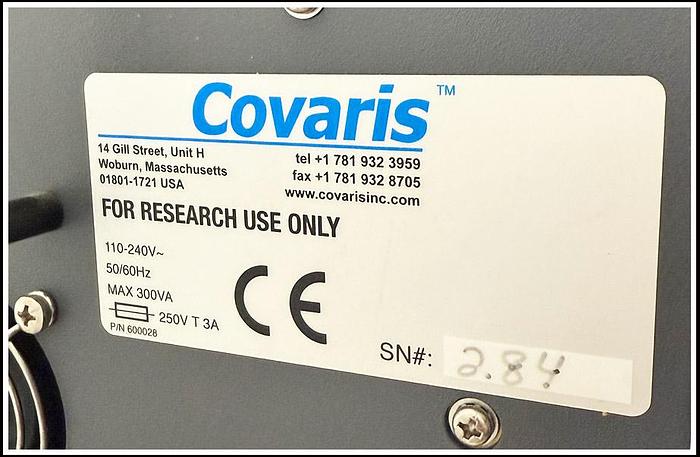 Covaris™
14 Gill Street, Unit H
Woburn, Massachusetts
01801-1721 USA
tel +1 781 932 3959
fax +1 781 932 8705
www.covarisinc.com
FOR RESEARCH USE ONLY
110-240V~
50/60Hz
MAX 300VA
250V T 3A
P/N 600028
CE
SN#: 2.84